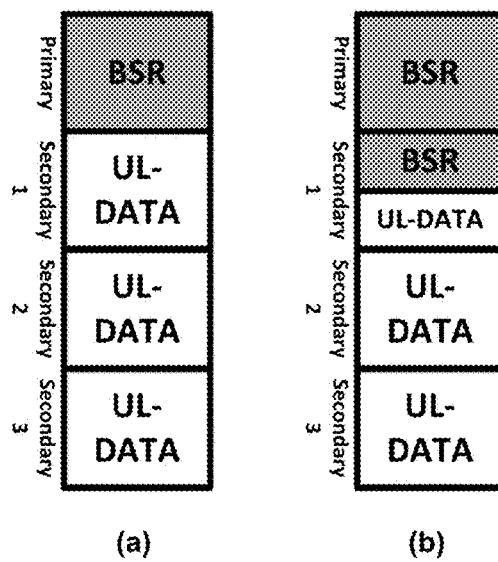 Primary
BSR
Secondary
1
UL-
DATA
Secondary
2
UL-
DATA
Secondary
3
UL-
DATA
(a)
Primary
BSR
Secondary
1
BSR
UL-DATA
Secondary
2
UL-
DATA
Secondary
3
UL-
DATA
(b)